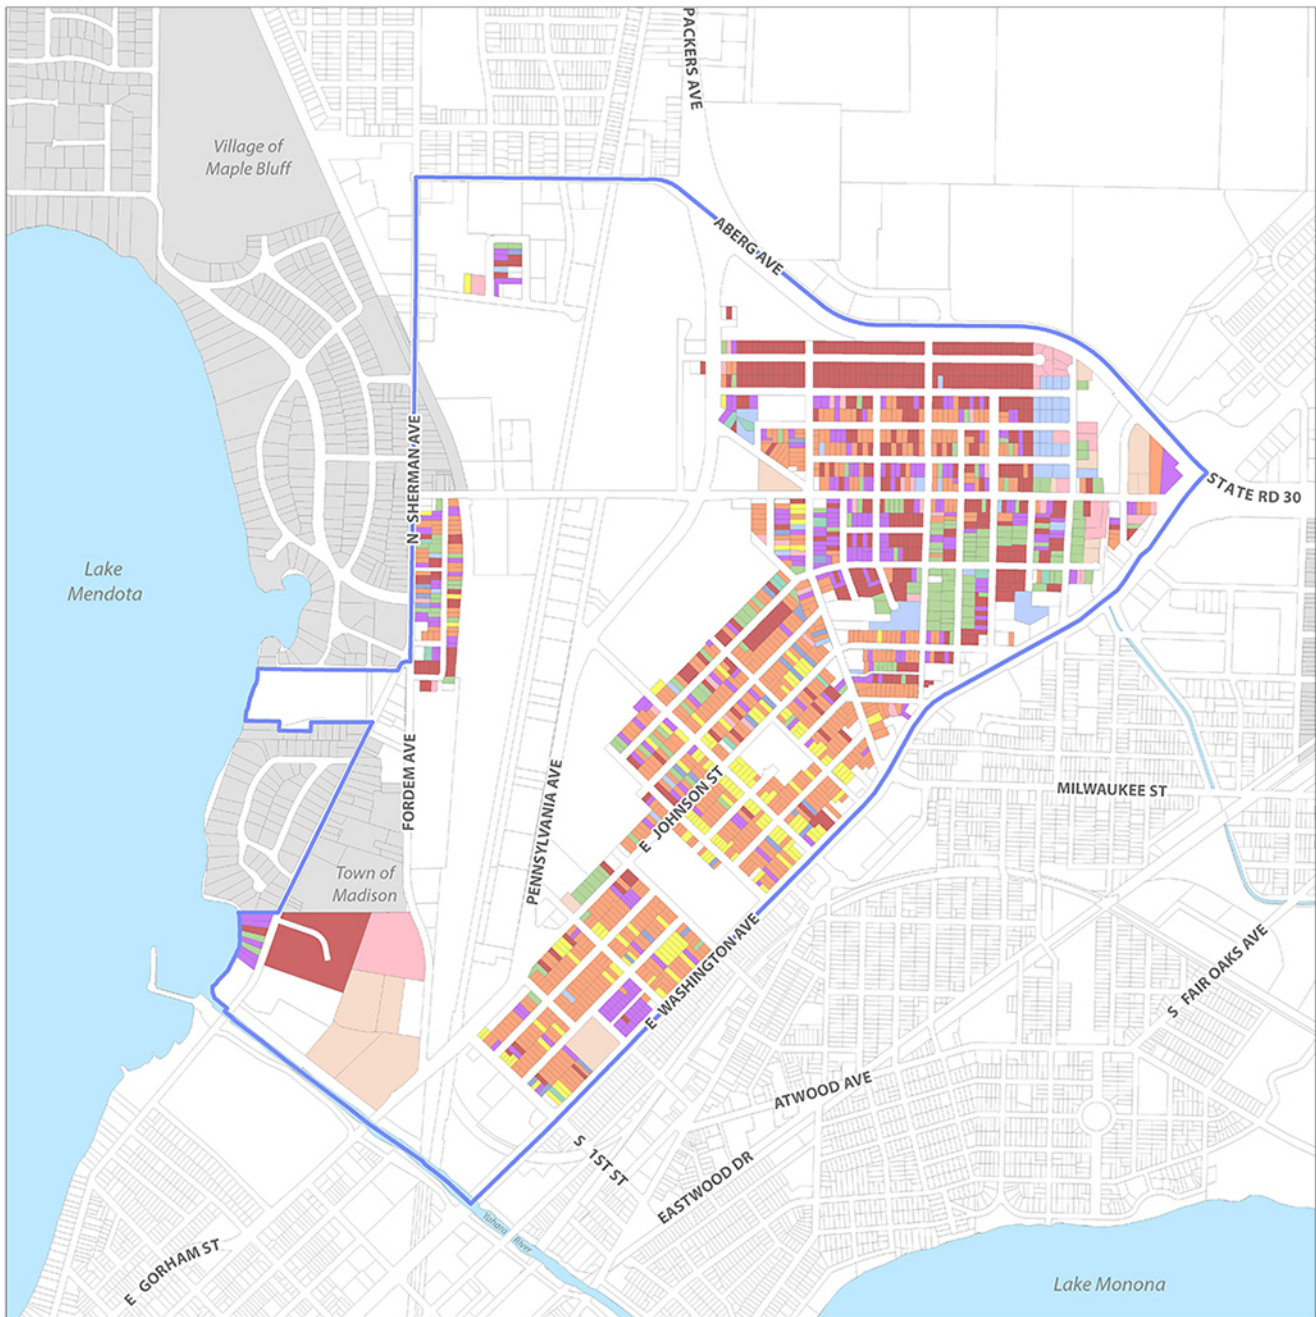 PACKERS AVE
Village of
Maple Bluff
ABERG AVE
N SHERMAN AVE
STATE RD 30
Lake
Mendota
FORDEM AVE
PENNSYLVANIA AVE
E JOHNSON ST
MILWAUKEE ST
Town of
Madison
E WASHINGTON AVE
S FAIR OAKS AVE
ATWOOD AVE
S 1ST ST
EASTWOOD DR
Yahara River
E GORHAM ST
Lake Monona